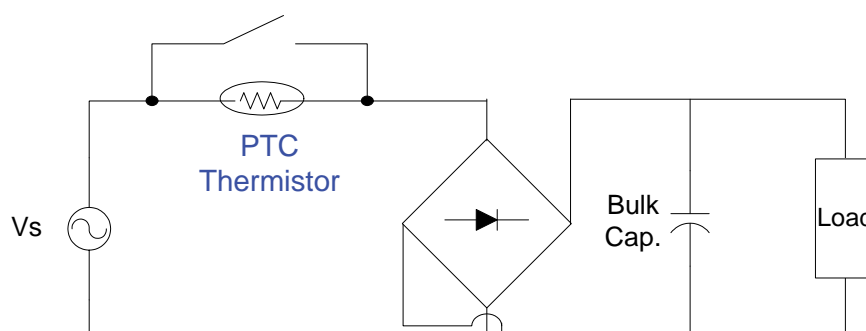 PTC
Thermistor
Vs
Bulk
Cap.
Load